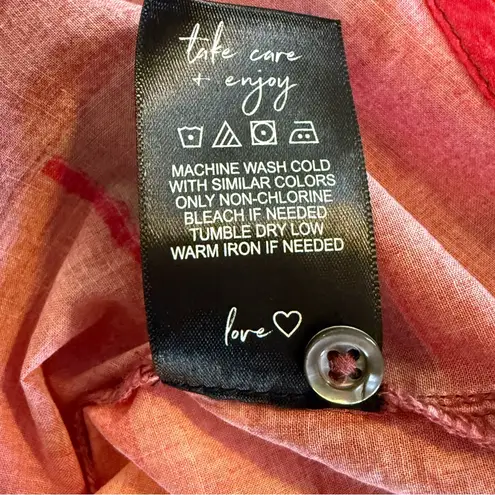 take care
+ enjoy
MACHINE WASH COLD
WITH SIMILAR COLORS
ONLY NON-CHLORINE
BLEACH IF NEEDED
TUMBLE DRY LOW
WARM IRON IF NEEDED
love♡